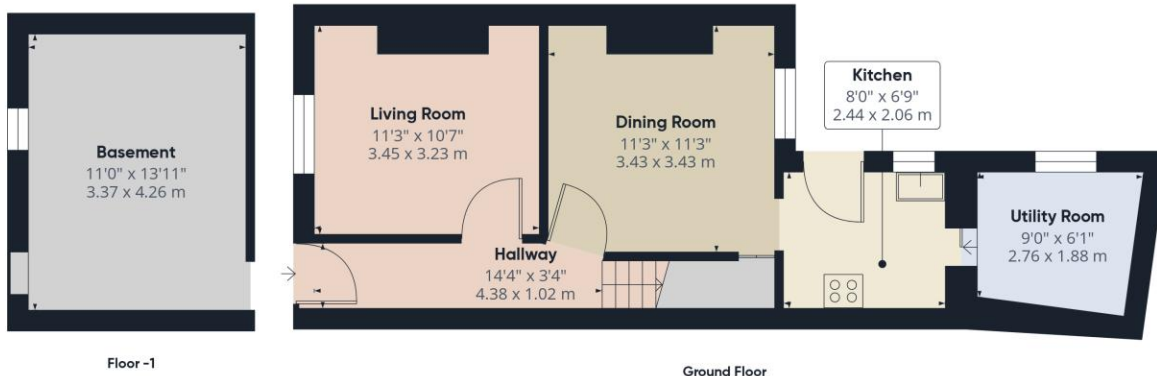 Basement
11'0" x 13'11"
3.37 x 4.26 m
Floor -1
Living Room
11'3" x 10'7"
3.45 x 3.23 m
Dining Room
11'3" x 11'3"
3.43 x 3.43 m
Kitchen
8'0" x 6'9"
2.44 x 2.06 m
Utility Room
9'0" x 6'1"
2.76 x 1.88 m
Hallway
14'4" x 3'4"
4.38 x 1.02 m
Ground Floor